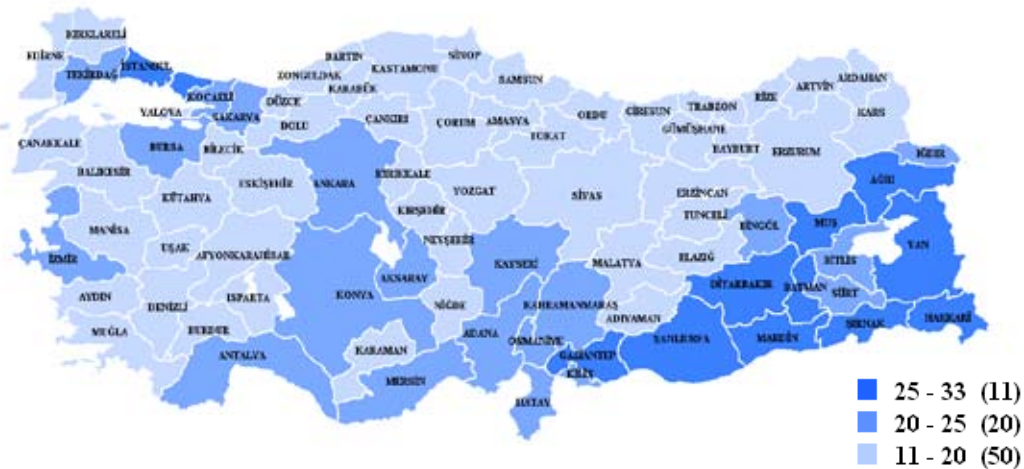 KIRKLARELİ
EDİRNE
TEKİRDAĞ
İSTANBUL
KOCAELİ
YALOVA
SAKARYA
DÜZCE
ZONGULDAK
BARTIN
KARABÜK
KASTAMONU
SİNOP
SAMSUN
BOLU
ÇANKIRI
ÇORUM
AMASYA
TOKAT
ORDU
GİRESUN
TRABZON
GÜMÜŞHANE
BAYBURT
RİZE
ARTVİN
ARDAHAN
KARS
ERZURUM
IĞDIR
AĞRI
ÇANAKKALE
BALIKESİR
BURSA
BİLECİK
KÜTAHYA
ESKİŞEHİR
ANKARA
KIRIKKALE
KIRŞEHİR
YOZGAT
SİVAS
ERZİNCAN
TUNCELİ
BİNGÖL
MUŞ
VAN
BİTLİS
MANİSA
İZMİR
UŞAK
AFYONKARAHİSAR
NEVŞEHİR
AKSARAY
KAYSERİ
MALATYA
ELAZIĞ
DİYARBAKIR
BATMAN
SİİRT
AYDIN
DENİZLİ
ISPARTA
KONYA
NİĞDE
KAHRAMANMARAŞ
ADIYAMAN
MUĞLA
BURDUR
ANTALYA
KARAMAN
MERSİN
ADANA
OSMANİYE
GAZİANTEP
KİLİS
HATAY
ŞANLIURFA
MARDİN
ŞIRNAK
HAKKARİ
25 - 33 (11)
20 - 25 (20)
11 - 20 (50)